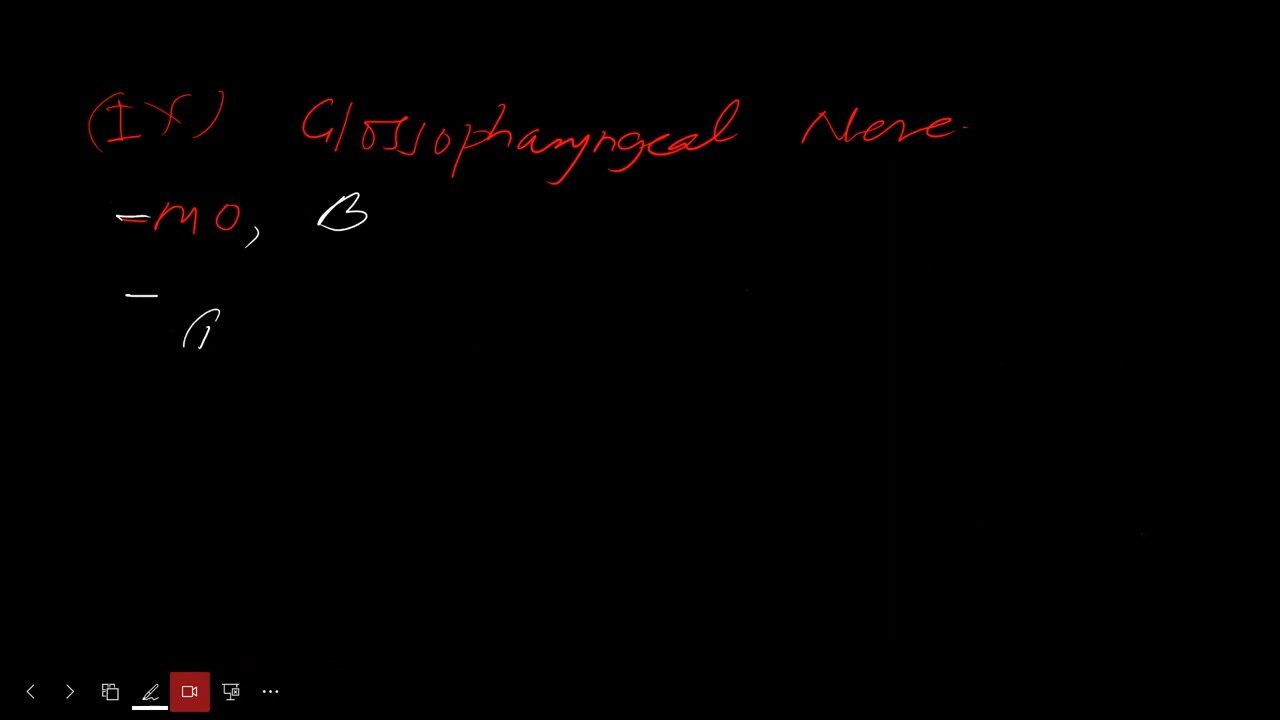 (IX) Glossopharyngeal Nerve.
- MO, B
-